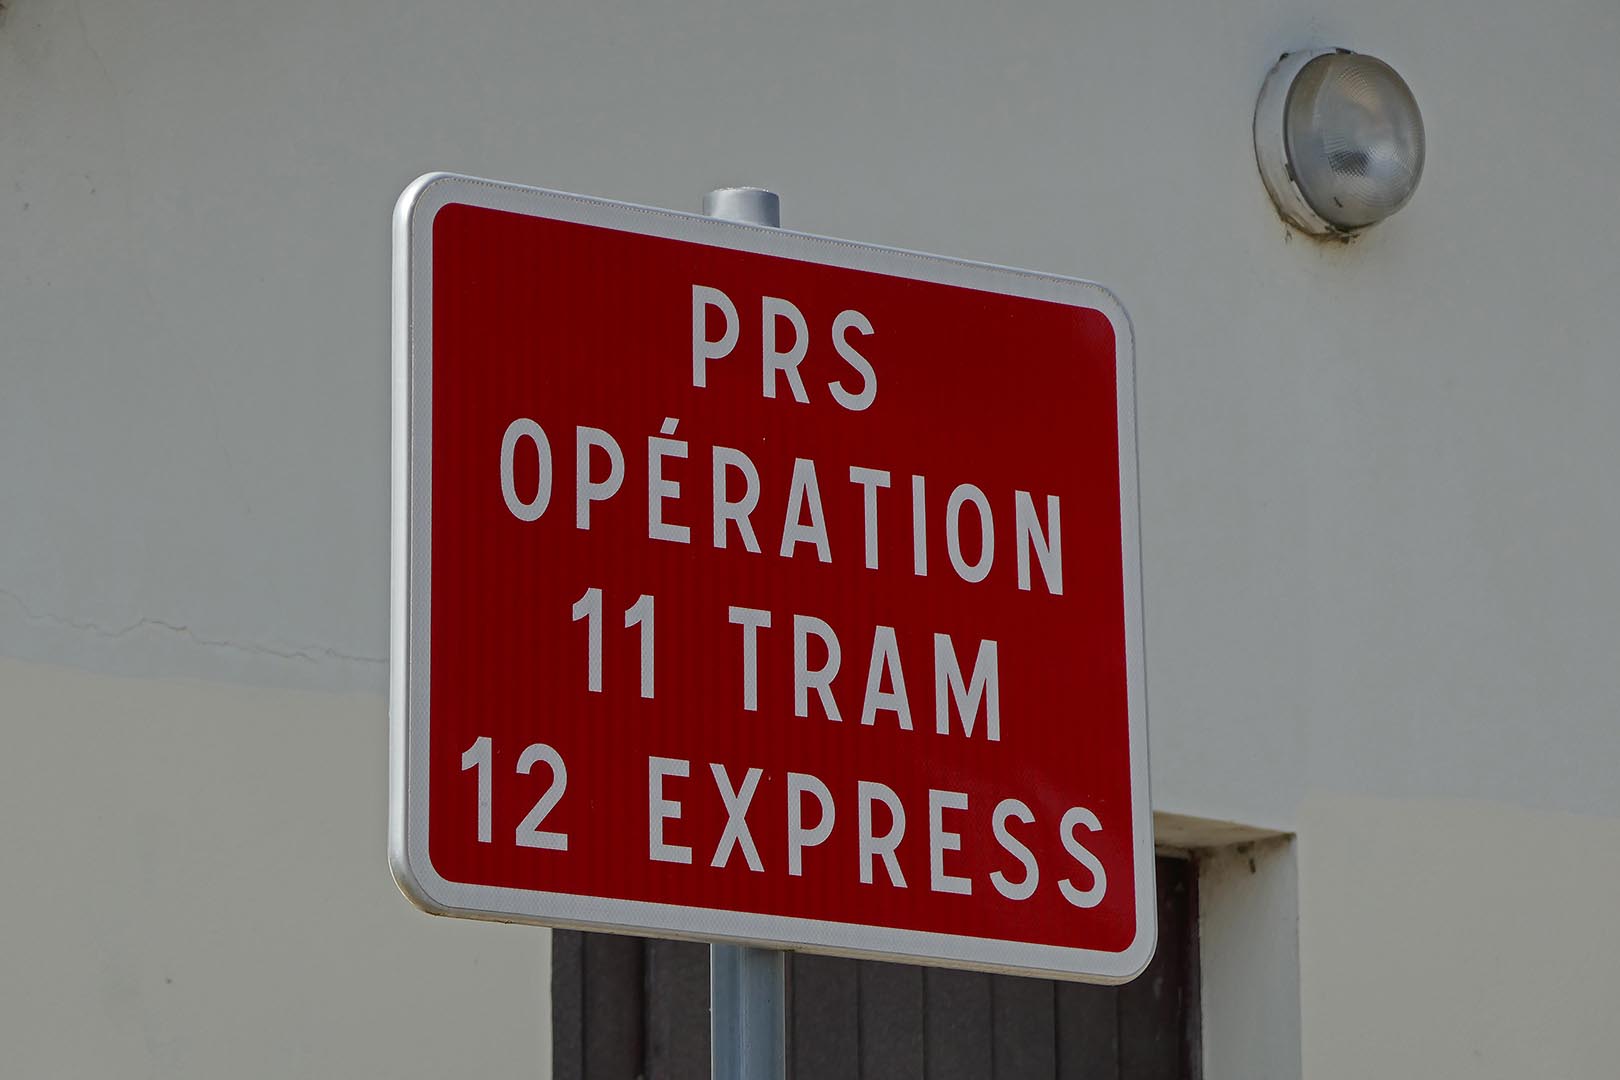 PRS
OPÉRATION
11 TRAM
12 EXPRESS